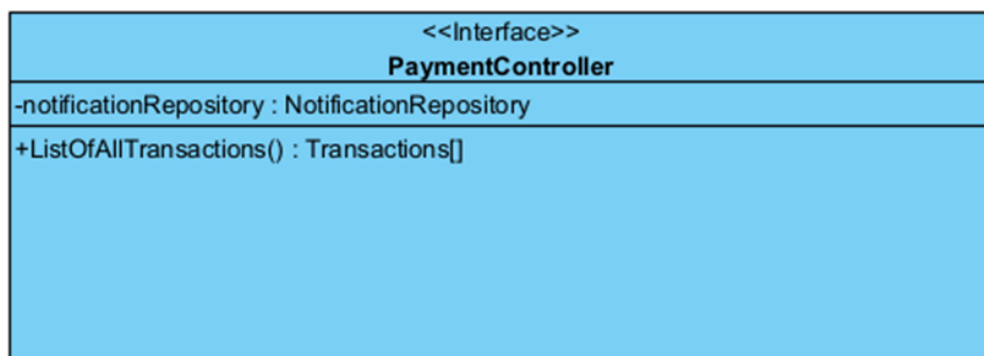 <<Interface>>
PaymentController
-notificationRepository : NotificationRepository
+ListOfAllTransactions() : Transactions[]